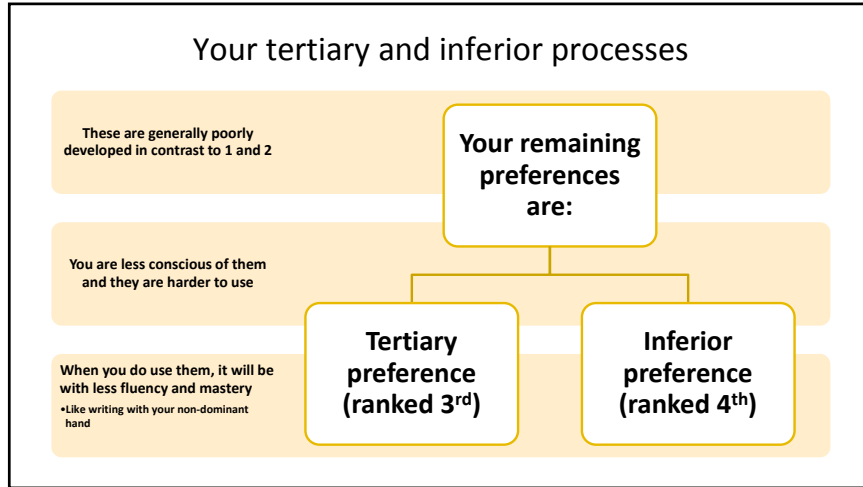 Your tertiary and inferior processes
These are generally poorly
developed in contrast to 1 and 2
Your remaining
preferences
are:
You are less conscious of them
and they are harder to use
Tertiary
preference
(ranked 3rd)
Inferior
preference
(ranked 4th)
When you do use them, it will be
with less fluency and mastery
•Like writing with your non-dominant
hand